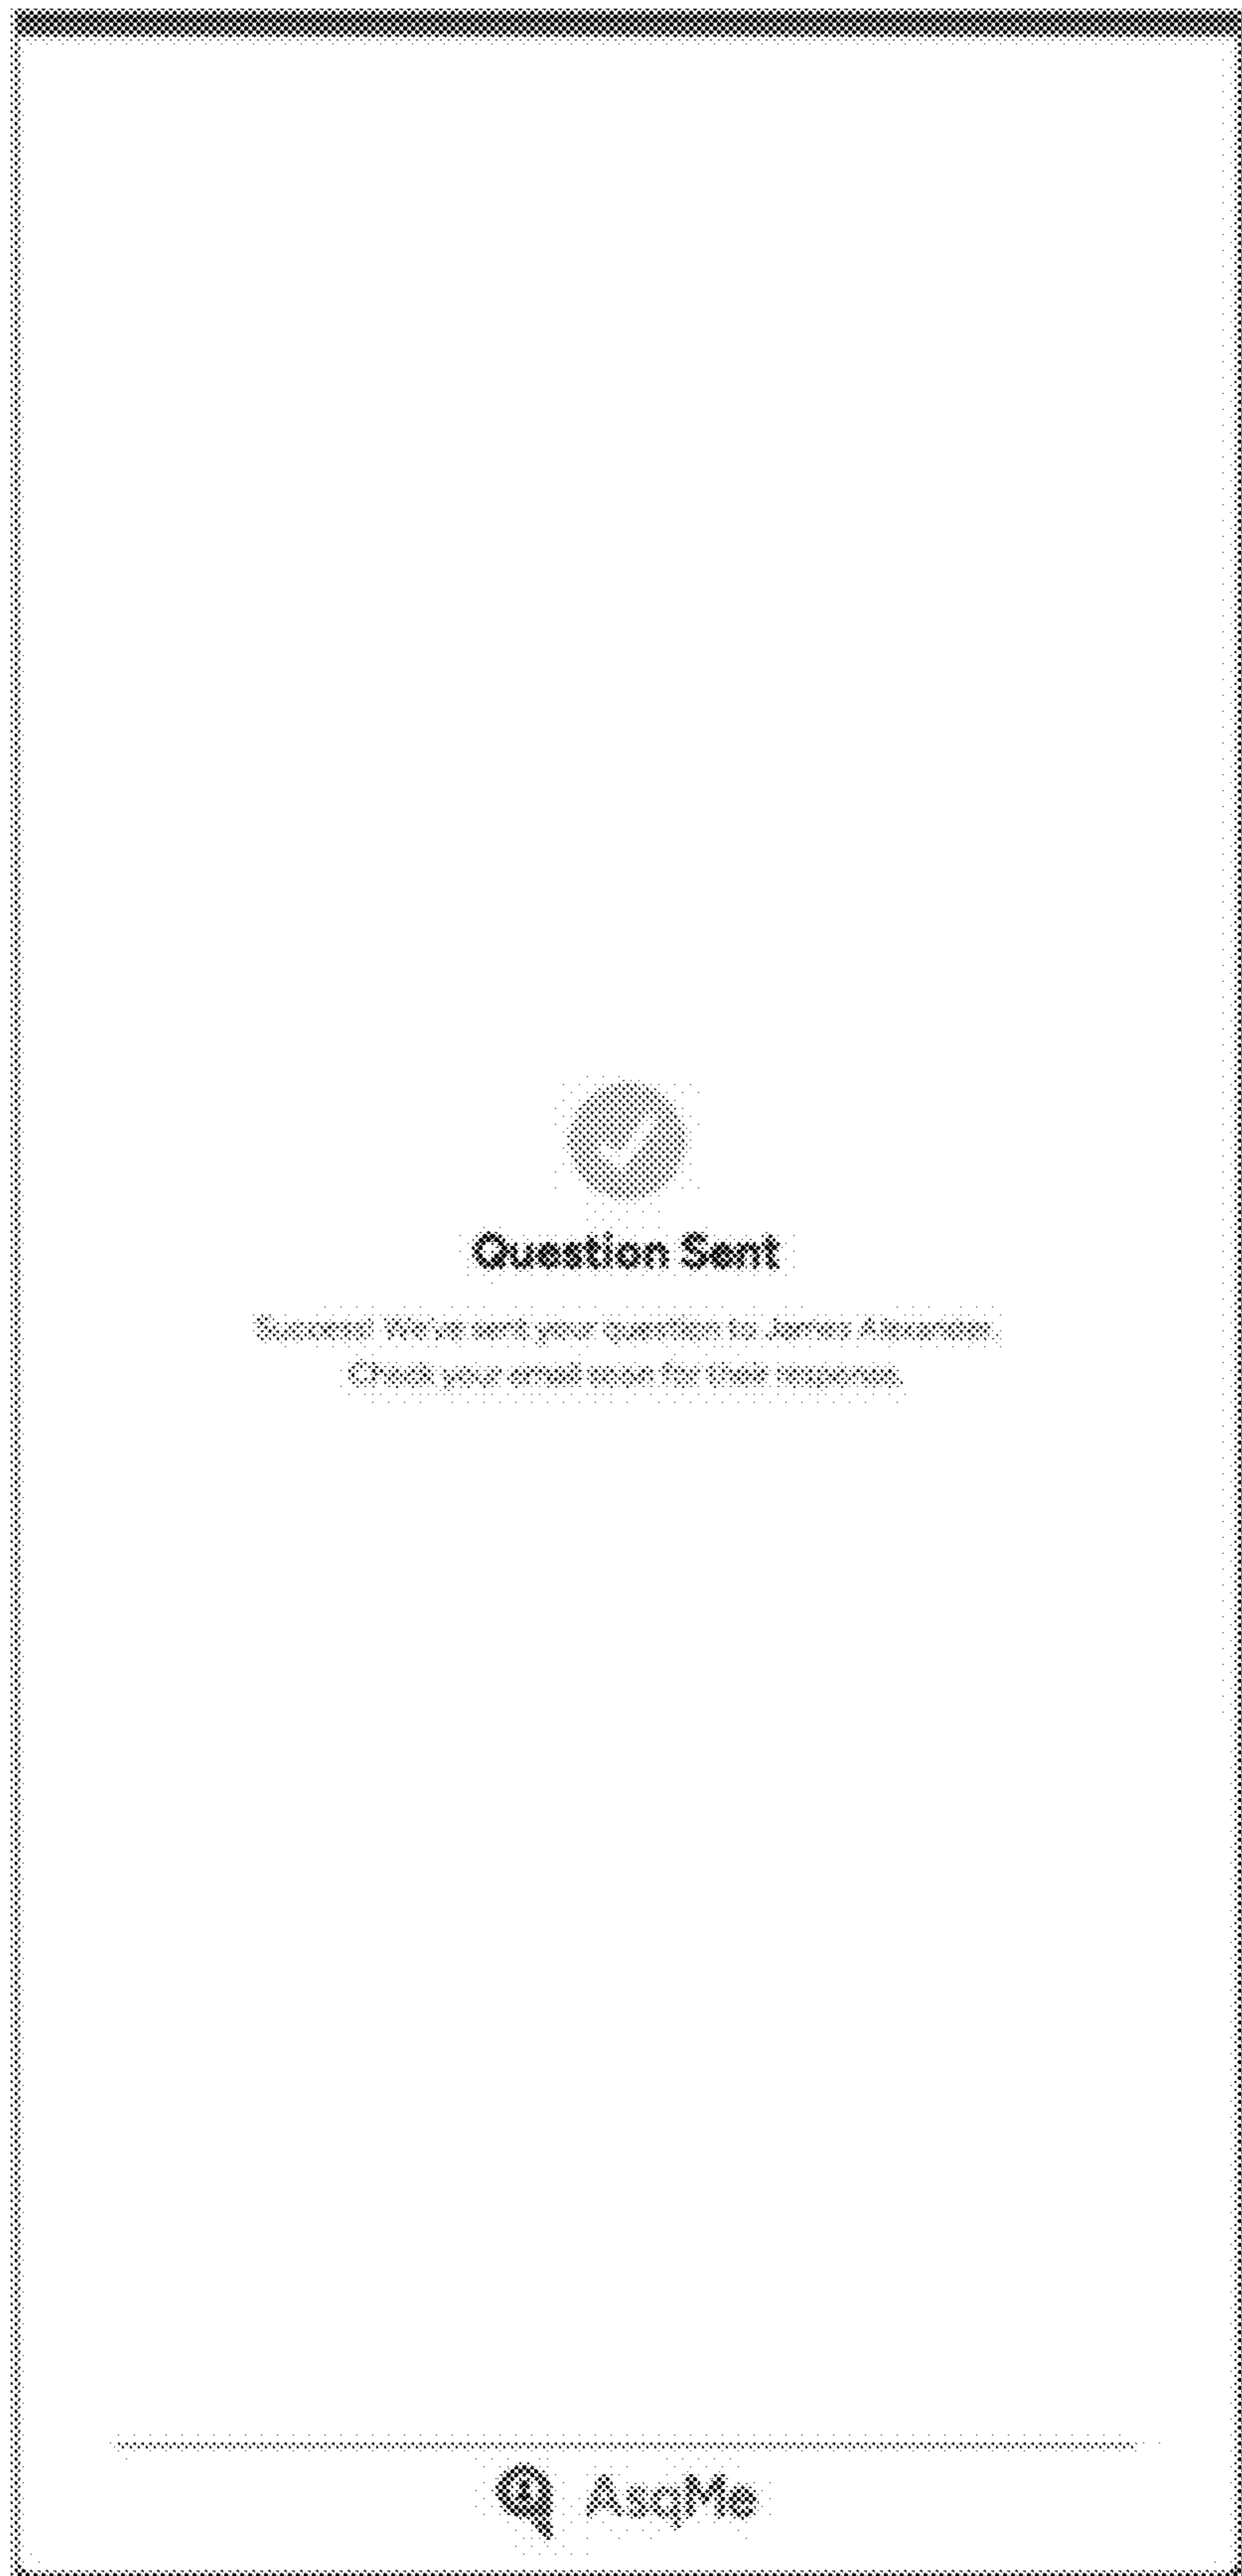 Question Sent
Success! We've sent your question to James Alexander.
Check your email soon for their response.
AsqMe